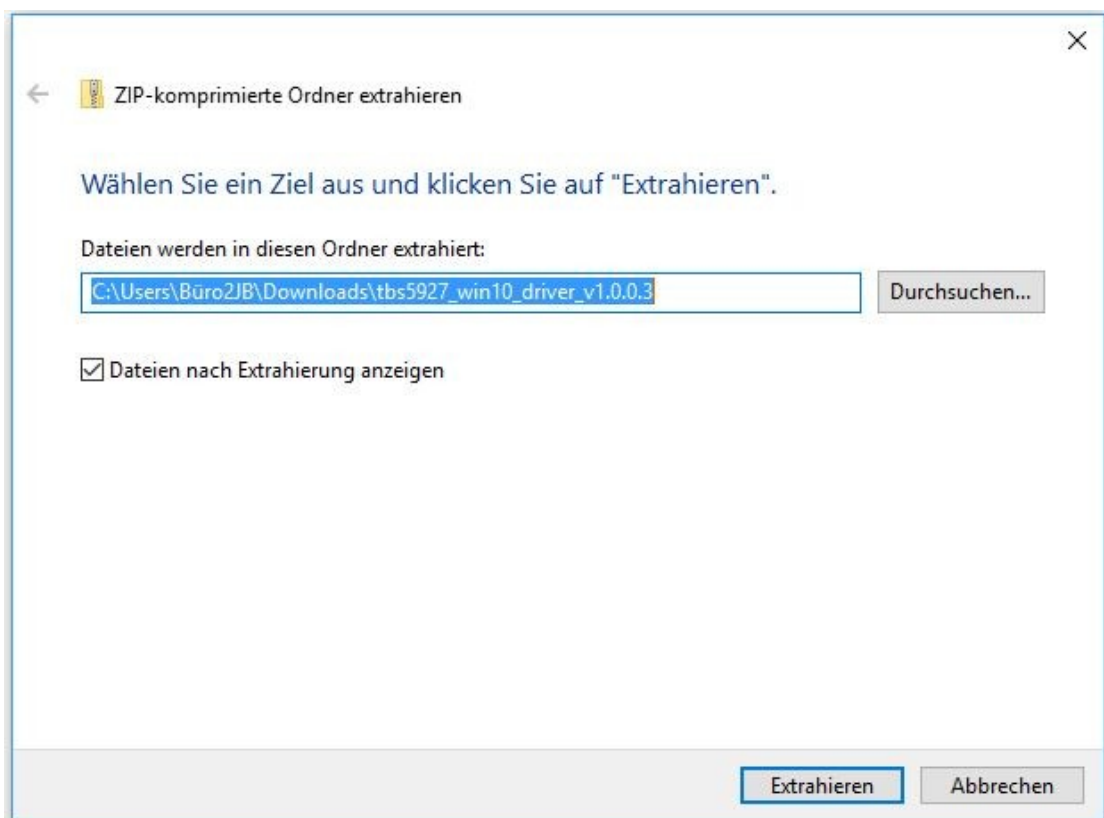 ZIP-komprimierte Ordner extrahieren
Wählen Sie ein Ziel aus und klicken Sie auf "Extrahieren".
Dateien werden in diesen Ordner extrahiert:
C:\Users\Büro2JB\Downloads\tbs5927_win10_driver_v1.0.0.3
Durchsuchen...
Dateien nach Extrahierung anzeigen
Extrahieren
Abbrechen